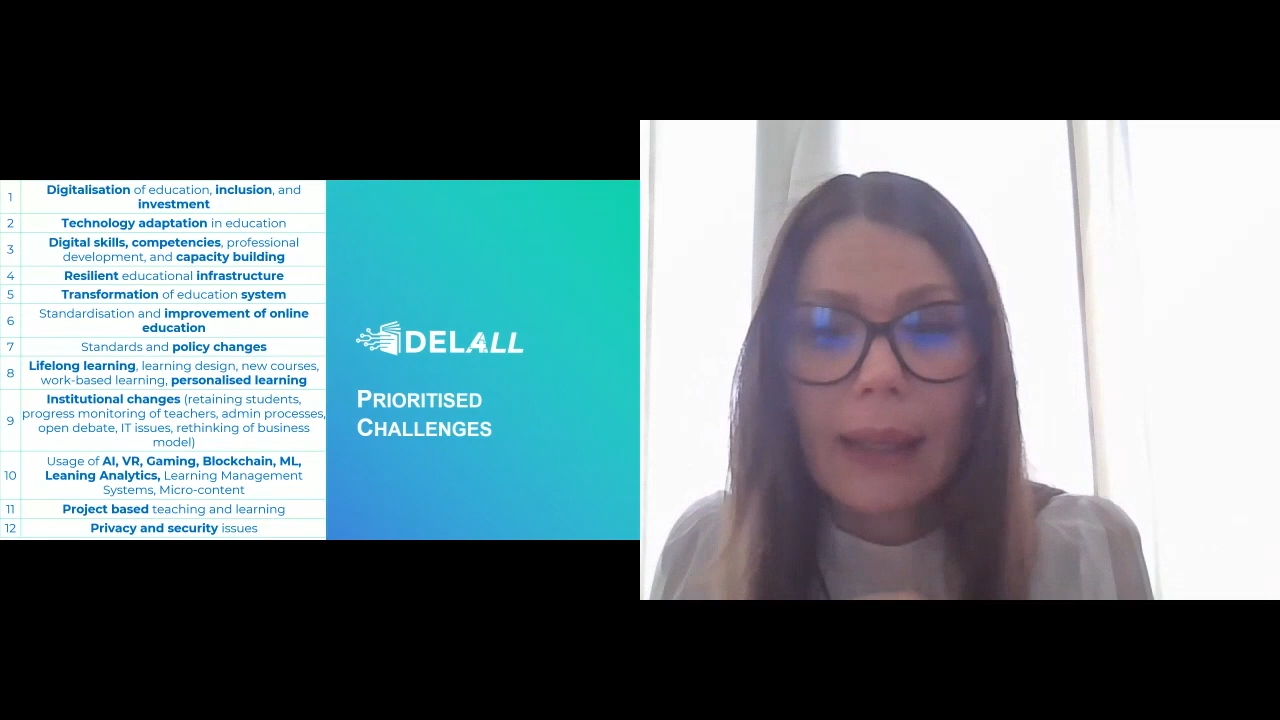 1
Digitalisation of education, inclusion, and
investment
2
Technology adaptation in education
3
Digital skills, competencies, professional
development, and capacity building
4
Resilient educational infrastructure
5
Transformation of education system
6
Standardisation and improvement of online
education
7
Standards and policy changes
8
Lifelong learning, learning design, new courses,
work-based learning, personalised learning
9
Institutional changes (retaining students,
progress monitoring of teachers, admin processes,
open debate, IT issues, rethinking of business
model)
10
Usage of AI, VR, Gaming, Blockchain, ML,
Leaning Analytics, Learning Management
Systems, Micro-content
11
Project based teaching and learning
12
Privacy and security issues
DELALL
PRIORITISED
CHALLENGES